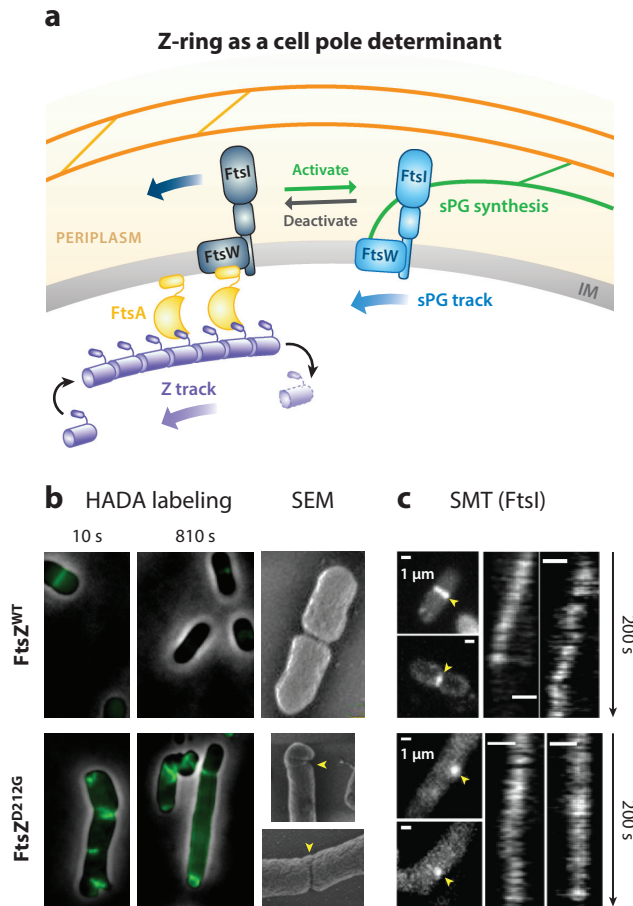 a
Z-ring as a cell pole determinant
FtsI
FtsI
Activate
Deactivate
sPG synthesis
PERIPLASM
FtsW
FtsW
IM
FtsA
sPG track
Z track
b HADA labeling SEM
10 s 810 s
FtsZWT
FtsZD212G
c SMT (FtsI)
1 μm
200 s
1 μm
200 s